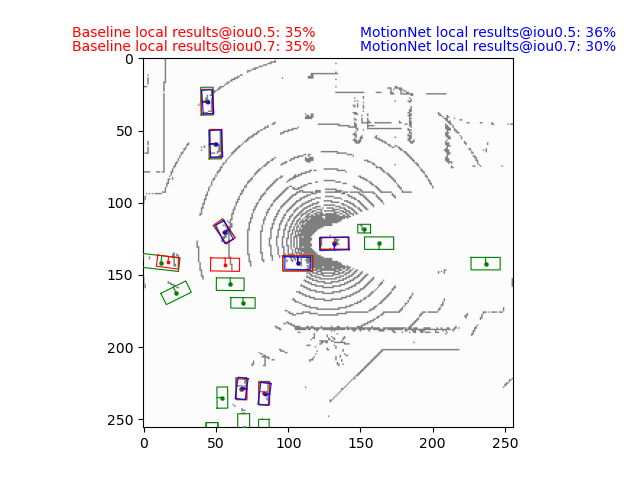 Baseline local results@iou0.5: 35% MotionNet local results@iou0.5: 36%
Baseline local results@iou0.7: 35% MotionNet local results@iou0.7: 30%
0
50
100
150
200
250
0 50 100 150 200 250